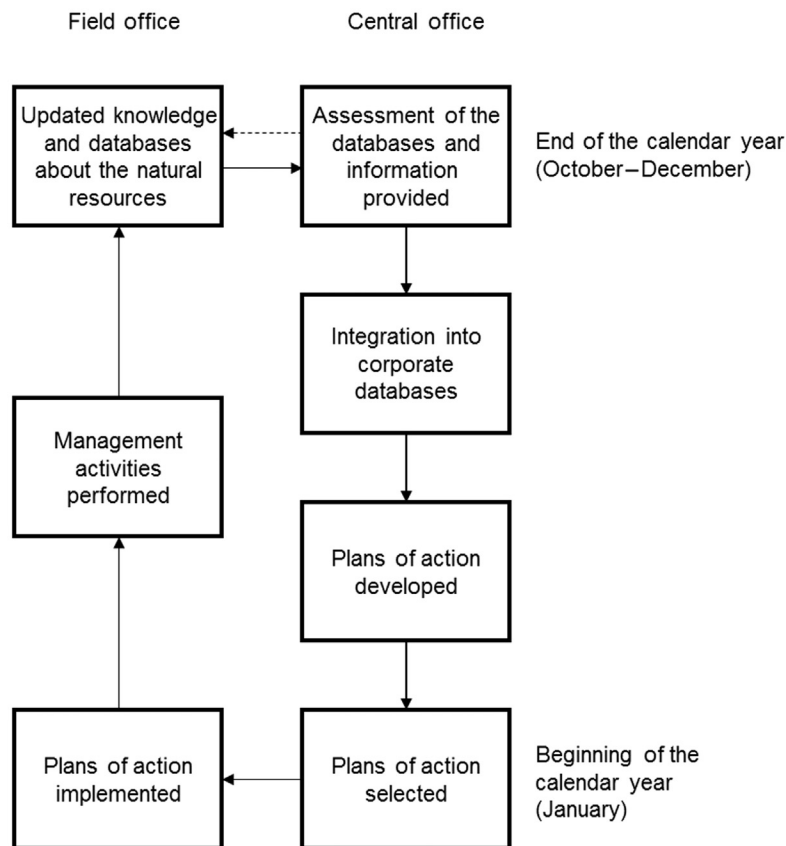 Field office
Central office
Updated knowledge
and databases
about the natural
resources
Assessment of the
databases and
information
provided
End of the calendar year
(October–December)
Integration into
corporate
databases
Management
activities
performed
Plans of action
developed
Plans of action
implemented
Plans of action
selected
Beginning of the
calendar year
(January)